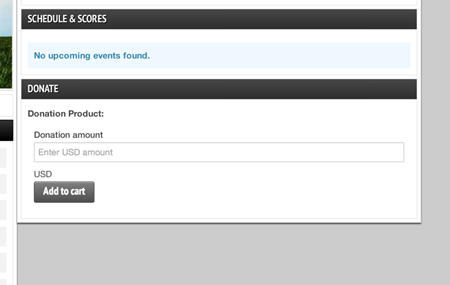 SCHEDULE & SCORES
No upcoming events found.
DONATE
Donation Product:
Donation amount
Enter USD amount
USD
Add to cart